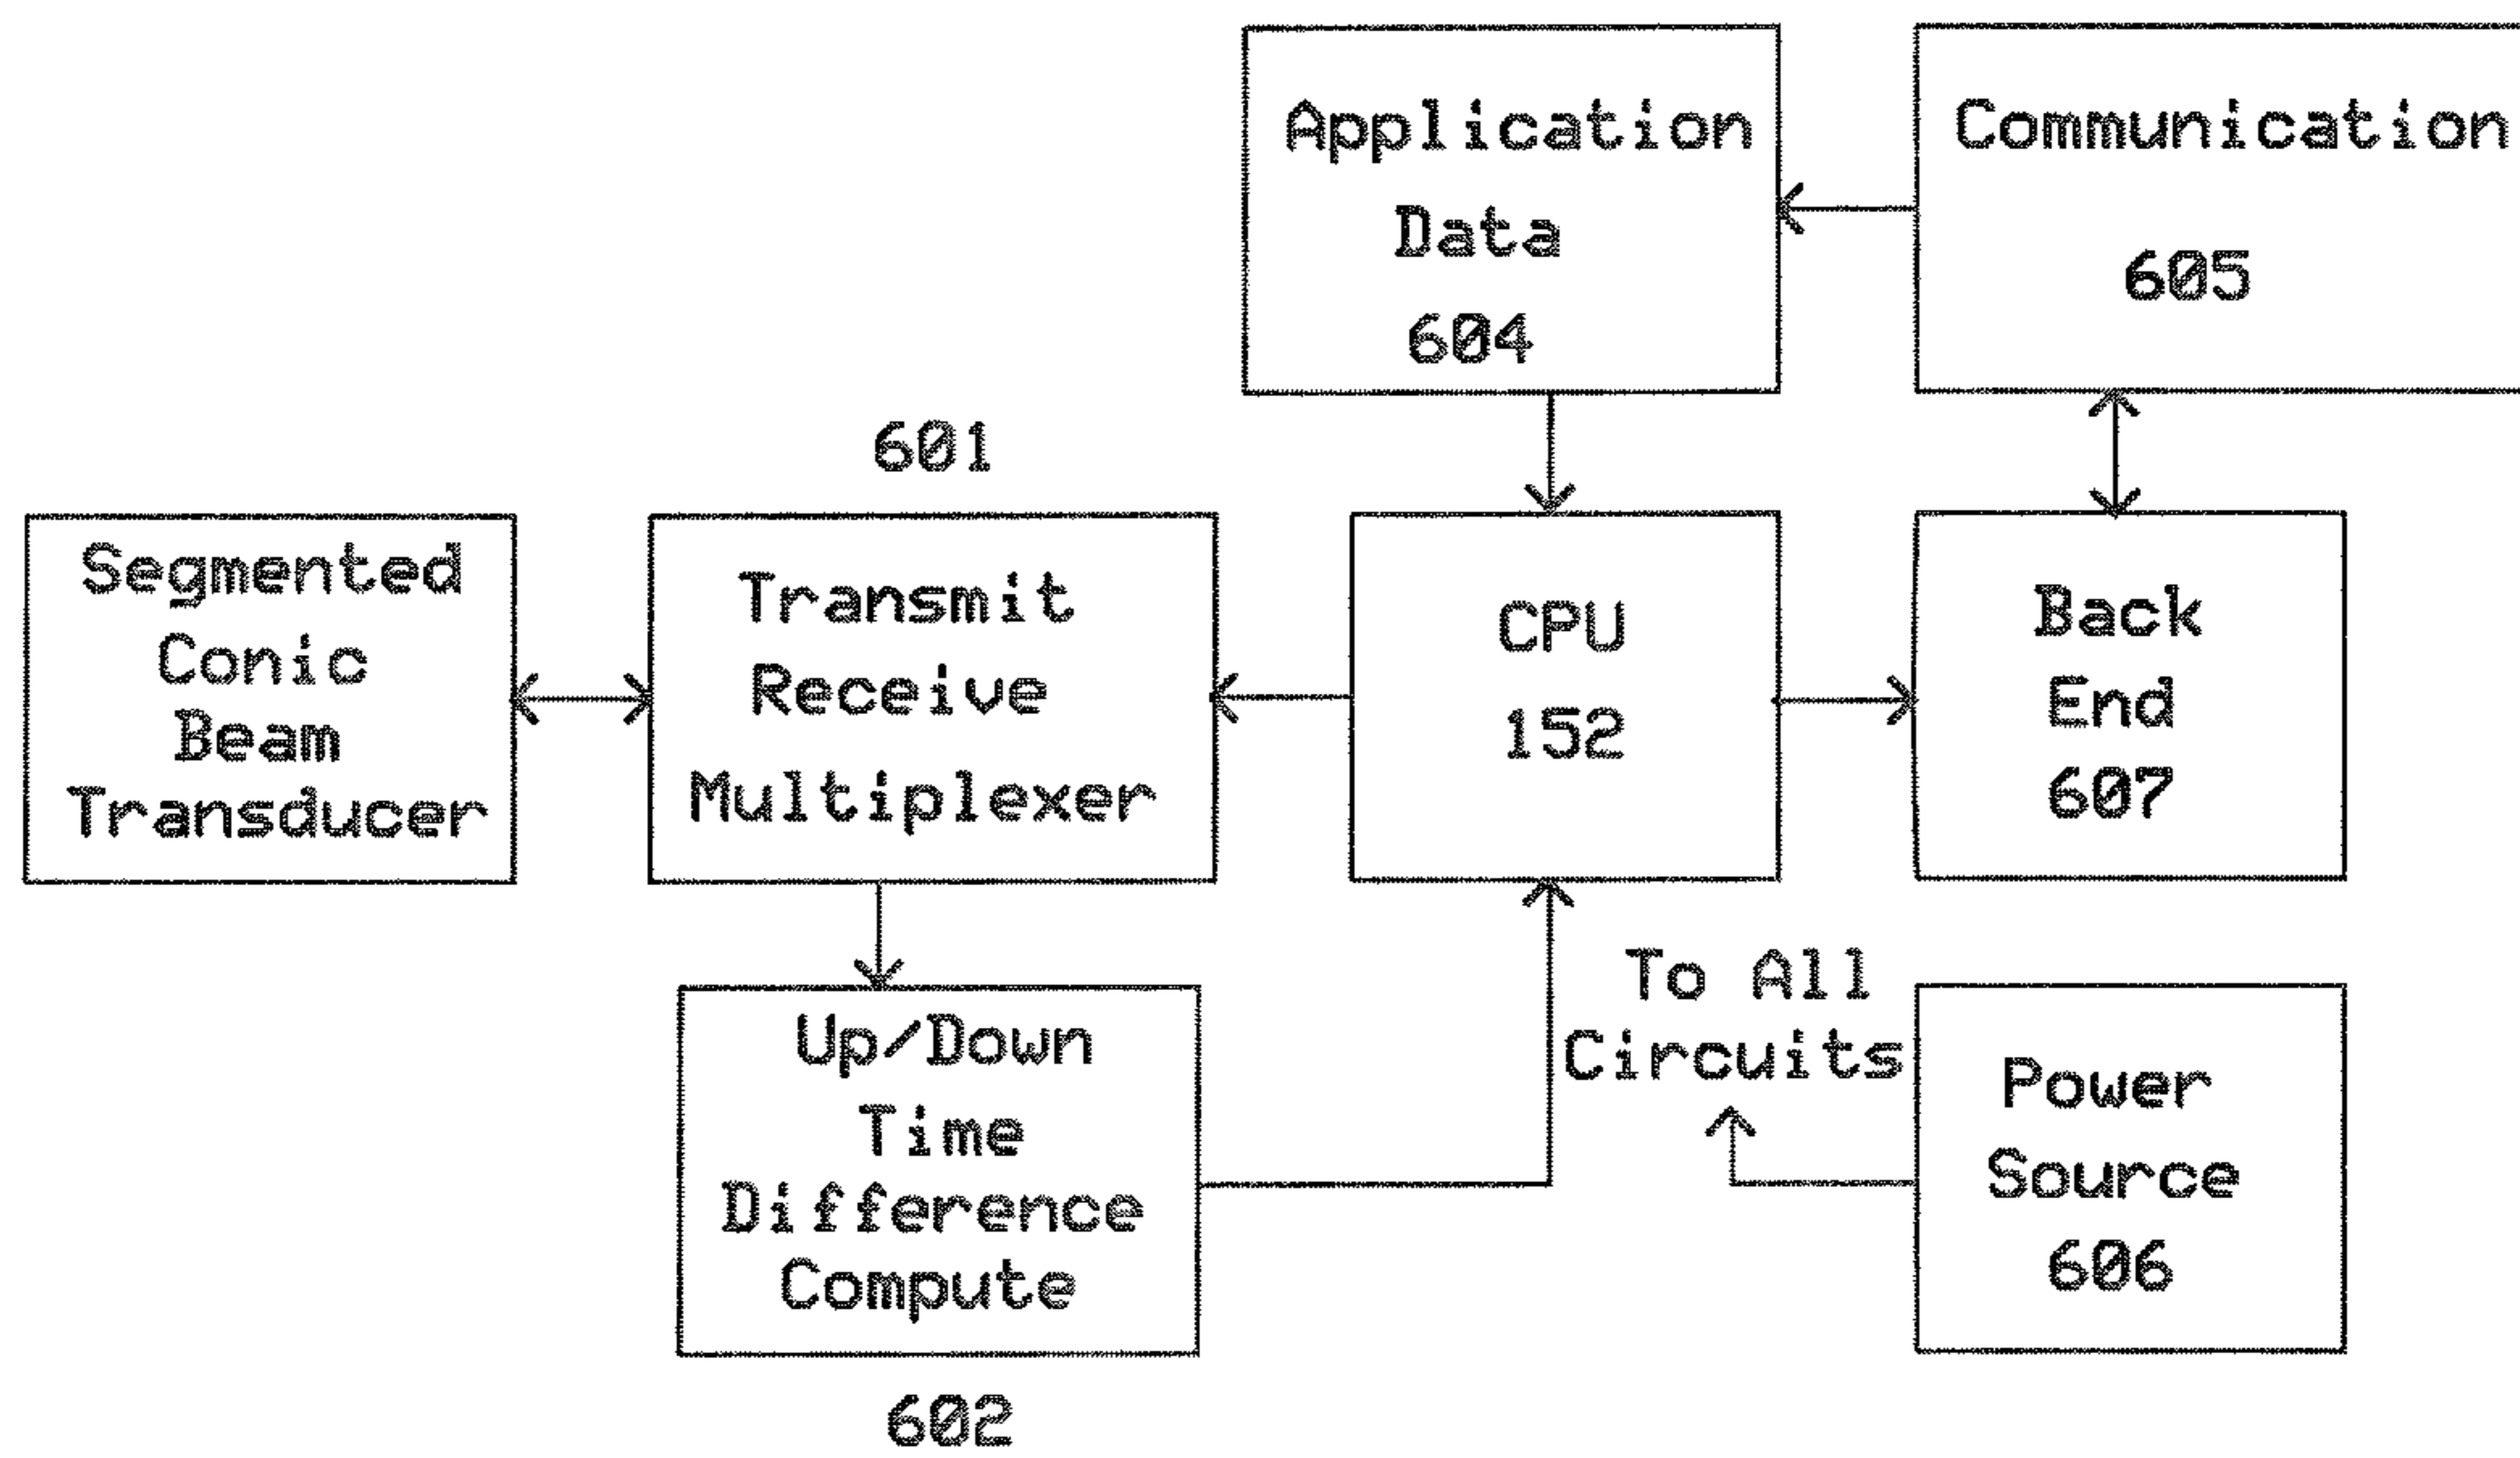 Application
Data
604
Communication
605
601
Segmented
Conic
Beam
Transducer
Transmit
Receive
Multiplexer
CPU
152
Back
End
607
Up/Down
Time
Difference
Compute
602
To All
Circuits
Power
Source
606